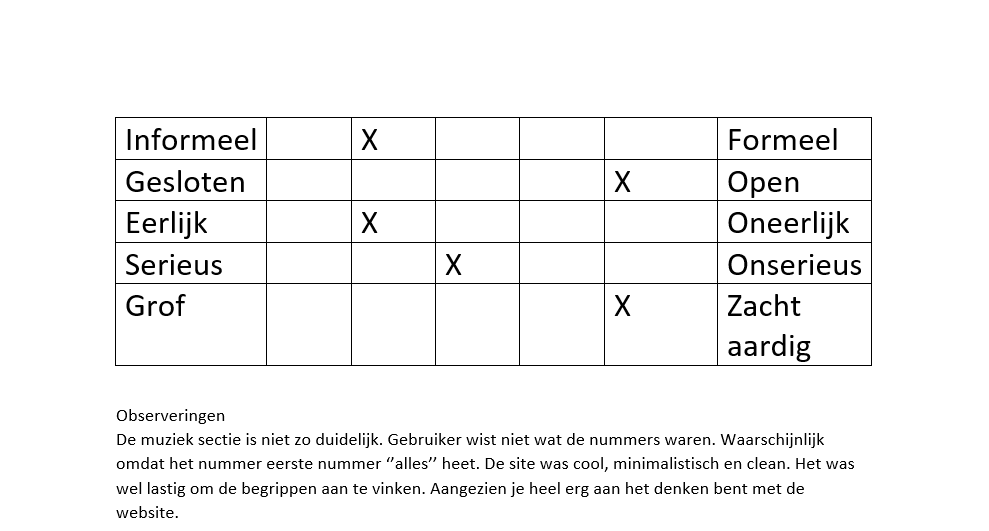 Informeel X Formeel
Gesloten X Open
Eerlijk X Oneerlijk
Serieus X Onserieus
Grof X Zacht
aardig
Observeringen
De muziek sectie is niet zo duidelijk. Gebruiker wist niet wat de nummers waren. Waarschijnlijk
omdat het nummer eerste nummer ‘’alles’’ heet. De site was cool, minimalistisch en clean. Het was
wel lastig om de begrippen aan te vinken. Aangezien je heel erg aan het denken bent met de
website.